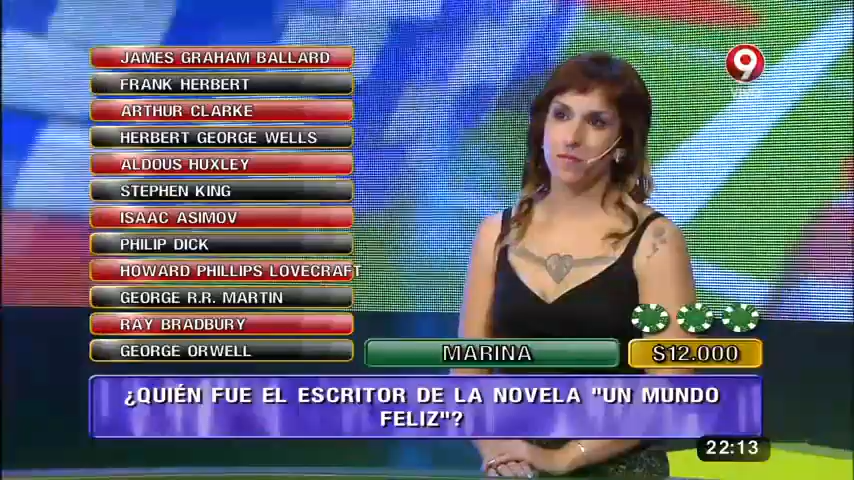 JAMES GRAHAM BALLARD
FRANK HERBERT
ARTHUR CLARKE
HERBERT GEORGE WELLS
ALDOUS HUXLEY
STEPHEN KING
ISAAC ASIMOV
PHILIP DICK
HOWARD PHILLIPS LOVECRAFT
GEORGE R.R. MARTIN
RAY BRADBURY
GEORGE ORWELL
9
MARINA
$12.000
¿QUIÉN FUE EL ESCRITOR DE LA NOVELA "UN MUNDO
FELIZ"?
22:13